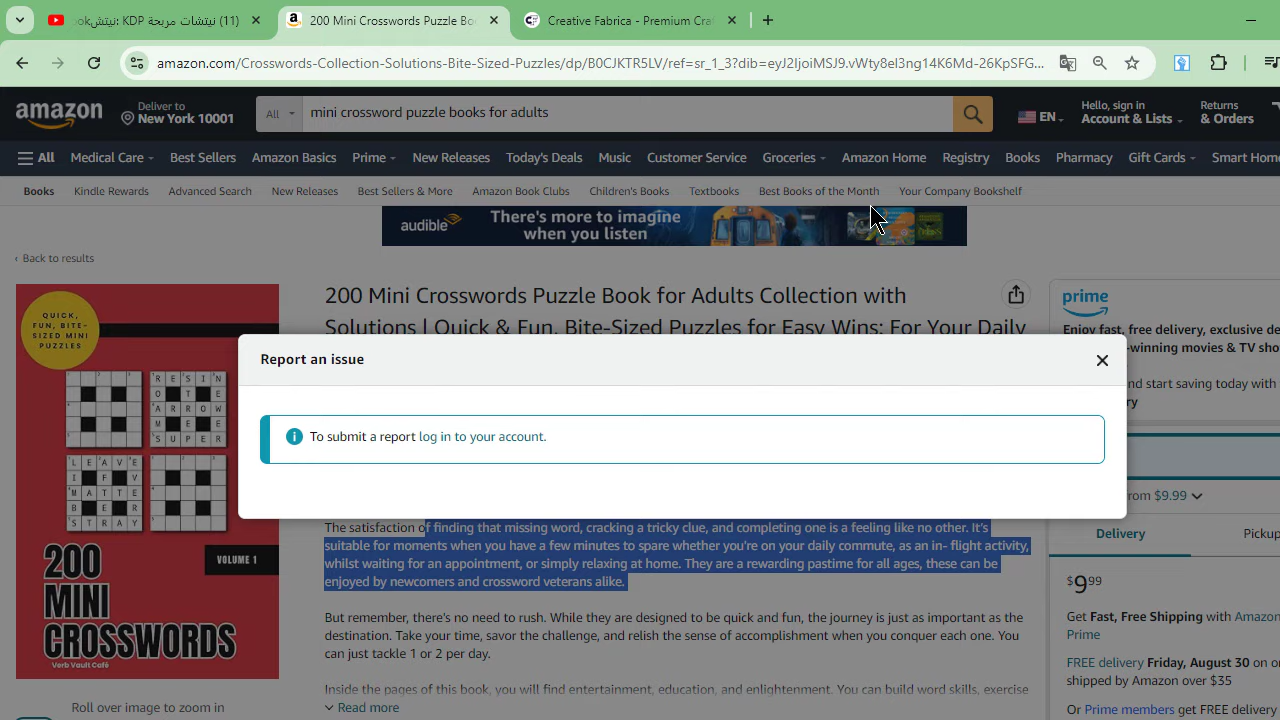 (11) نيتشات مربحة KDP :نيتش
200 Mini Crosswords Puzzle Bo
Creative Fabrica - Premium Cra
amazon.com/Crosswords-Collection-Solutions-Bite-Sized-Puzzles/dp/B0CJKTR5LV/ref=sr_1_3?dib=eyJ2IjoiMSJ9.vWty8el3ng14K6Md-26KpSFG...
amazon
Deliver to
New York 10001
All
mini crossword puzzle books for adults
EN
Hello, sign in
Account & Lists
Returns
& Orders
All Medical Care Best Sellers Amazon Basics Prime New Releases Today's Deals Music Customer Service Groceries Amazon Home Registry Books Pharmacy Gift Cards Smart Home
Books Kindle Rewards Advanced Search New Releases Best Sellers & More Amazon Book Clubs Children's Books Textbooks Best Books of the Month Your Company Bookshelf
audible
There's more to imagine
when you listen
‹ Back to results
QUICK,
FUN, BITE-
SIZED MINI
PUZZLES
RESIN
O T E
ARROW
M E E
SUPER
LEAVE
I F V
MATTE
B E R
STRAY
VOLUME 1
200
MINI
CROSSWORDS
Verb Vault Café
Roll over image to zoom in
200 Mini Crosswords Puzzle Book for Adults Collection with
Solutions | Quick & Fun, Bite-Sized Puzzles for Easy Wins: For Your Daily
Report an issue
To submit a report log in to your account.
The satisfaction of finding that missing word, cracking a tricky clue, and completing one is a feeling like no other. It's
suitable for moments when you have a few minutes to spare whether you're on your daily commute, as an in- flight activity,
whilst waiting for an appointment, or simply relaxing at home. They are a rewarding pastime for all ages, these can be
enjoyed by newcomers and crossword veterans alike.
But remember, there's no need to rush. While they are designed to be quick and fun, the journey is just as important as the
destination. Take your time, savor the challenge, and relish the sense of accomplishment when you conquer each one. You
can just tackle 1 or 2 per day.
Inside the pages of this book, you will find entertainment, education, and enlightenment. You can build word skills, exercise
Read more
prime
Enjoy fast, free delivery, exclusive de
-winning movies & TV sho
nd start saving today with
ry
rom $9.99
Delivery
Pickup
$9.99
Get Fast, Free Shipping with Amazon
Prime
FREE delivery Friday, August 30 on or
shipped by Amazon over $35
Or Prime members get FREE delivery